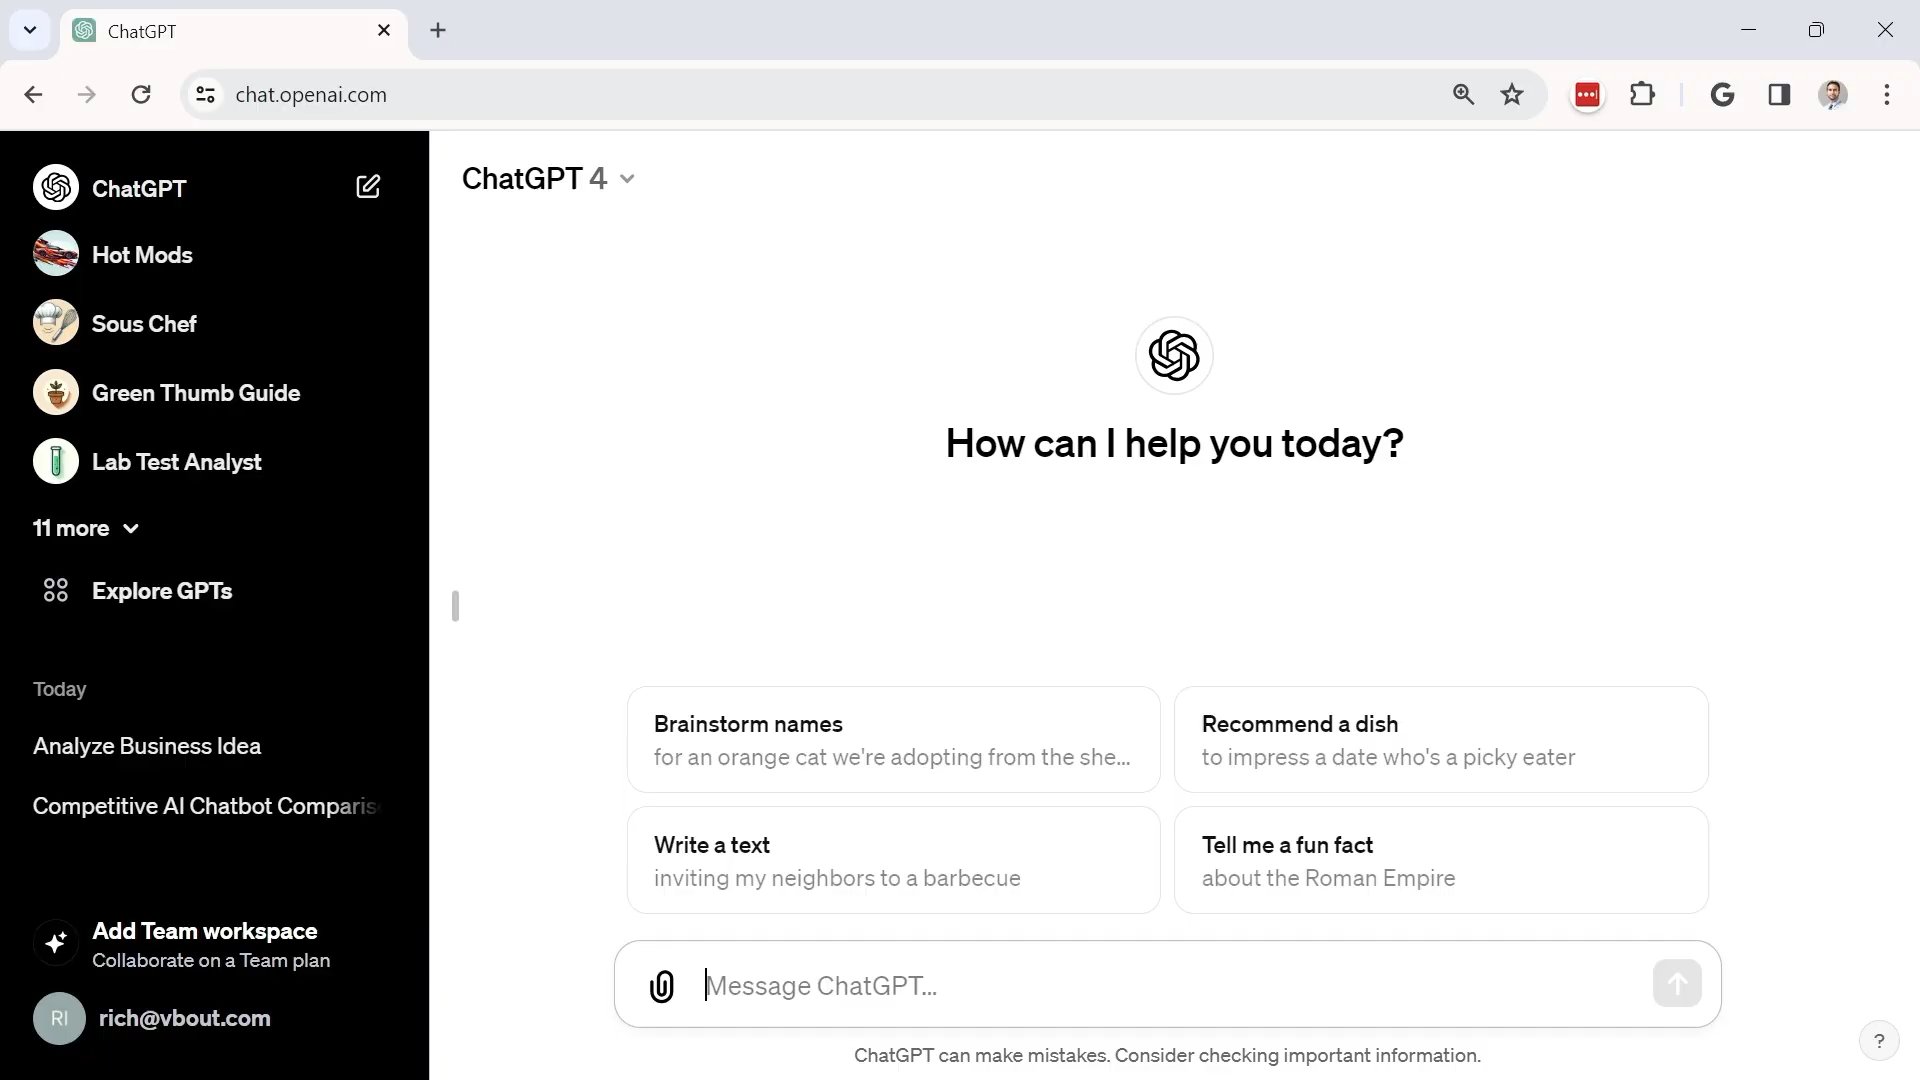 ChatGPT
chat.openai.com
ChatGPT
Hot Mods
Sous Chef
Green Thumb Guide
Lab Test Analyst
11 more
Explore GPTs
Today
Analyze Business Idea
Competitive AI Chatbot Comparis
Add Team workspace
Collaborate on a Team plan
RI
rich@vbout.com
ChatGPT 4
How can I help you today?
Brainstorm names
for an orange cat we're adopting from the she...
Recommend a dish
to impress a date who's a picky eater
Write a text
inviting my neighbors to a barbecue
Tell me a fun fact
about the Roman Empire
Message ChatGPT...
ChatGPT can make mistakes. Consider checking important information.
?